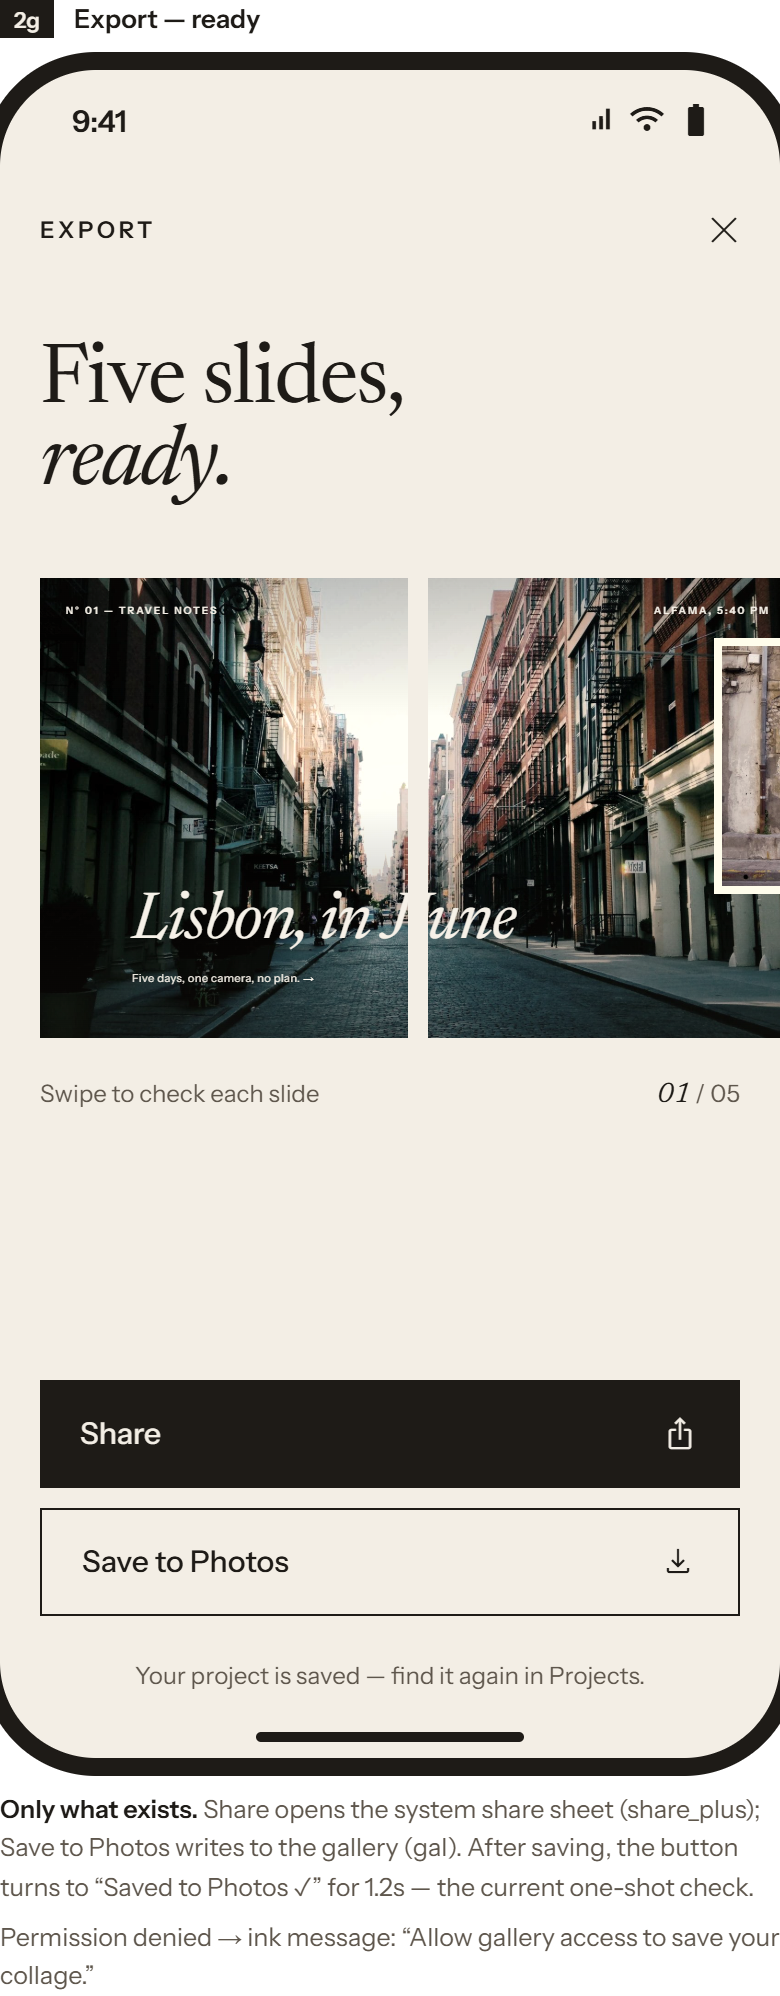 2g Export — ready
9:41
EXPORT
Five slides,
ready.
N° 01 — TRAVEL NOTES
ALFAMA, 5:40 PM
Lisbon, in June
Five days, one camera, no plan. →
Swipe to check each slide
01 / 05
Share
Save to Photos
Your project is saved — find it again in Projects.
Only what exists. Share opens the system share sheet (share_plus);
Save to Photos writes to the gallery (gal). After saving, the button
turns to “Saved to Photos ✓” for 1.2s — the current one-shot check.
Permission denied → ink message: “Allow gallery access to save your
collage.”